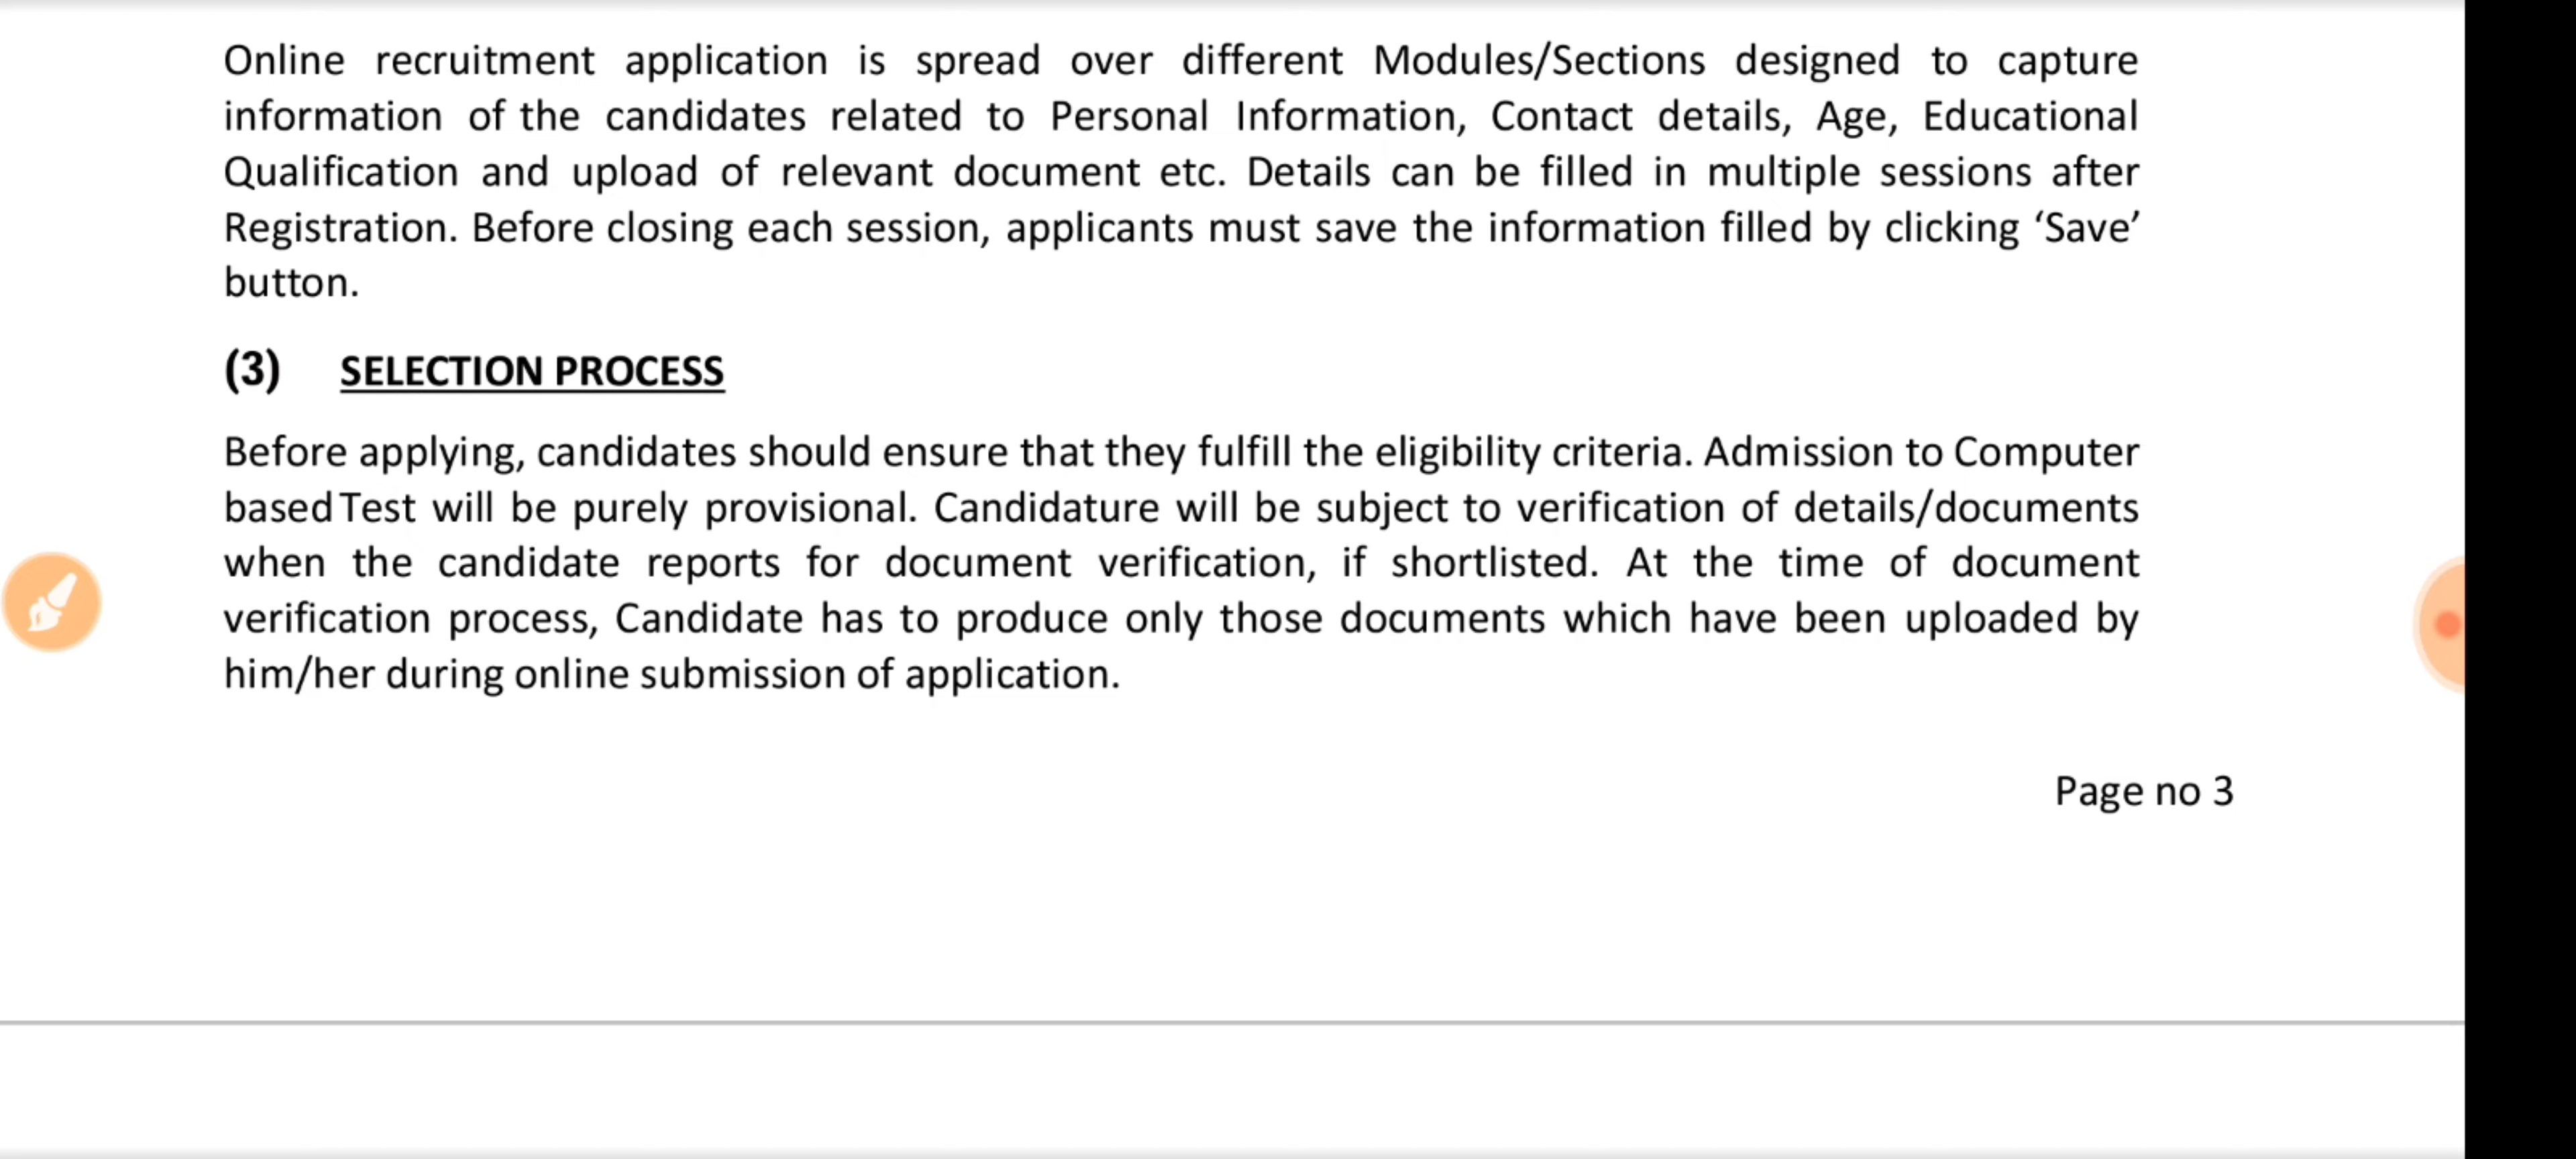 Online recruitment application is spread over different Modules/Sections designed to capture
information of the candidates related to Personal Information, Contact details, Age, Educational
Qualification and upload of relevant document etc. Details can be filled in multiple sessions after
Registration. Before closing each session, applicants must save the information filled by clicking ‘Save’
button.
(3) SELECTION PROCESS
Before applying, candidates should ensure that they fulfill the eligibility criteria. Admission to Computer
based Test will be purely provisional. Candidature will be subject to verification of details/documents
when the candidate reports for document verification, if shortlisted. At the time of document
verification process, Candidate has to produce only those documents which have been uploaded by
him/her during online submission of application.
Page no 3